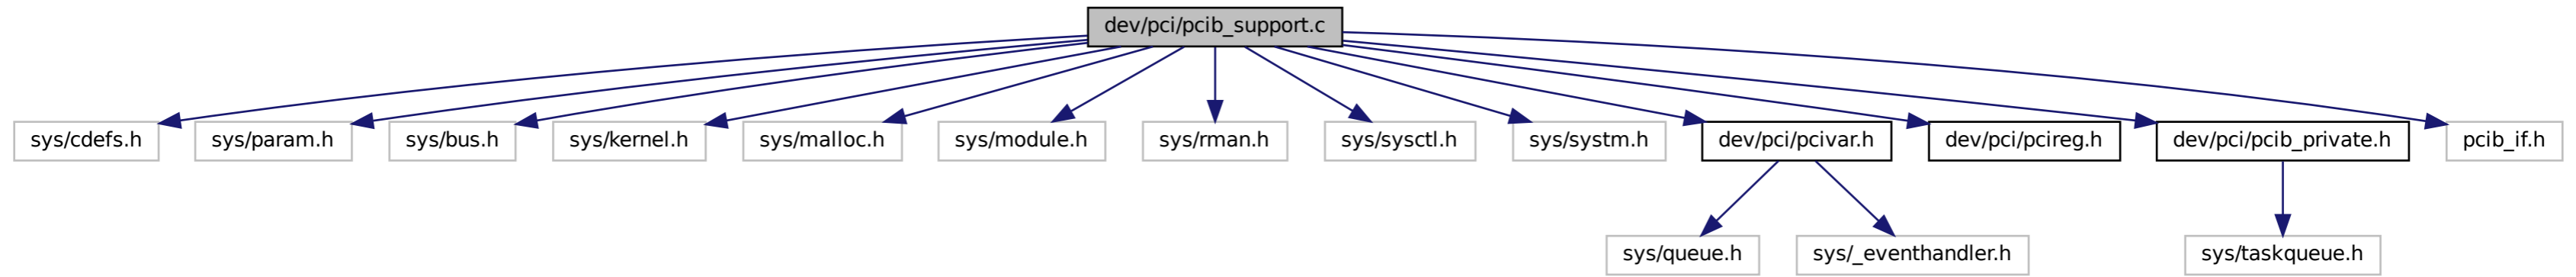 dev/pci/pcib_support.c
sys/cdefs.h
sys/param.h
sys/bus.h
sys/kernel.h
sys/malloc.h
sys/module.h
sys/rman.h
sys/sysctl.h
sys/systm.h
dev/pci/pcivar.h
dev/pci/pcireg.h
dev/pci/pcib_private.h
pcib_if.h
sys/queue.h
sys/_eventhandler.h
sys/taskqueue.h